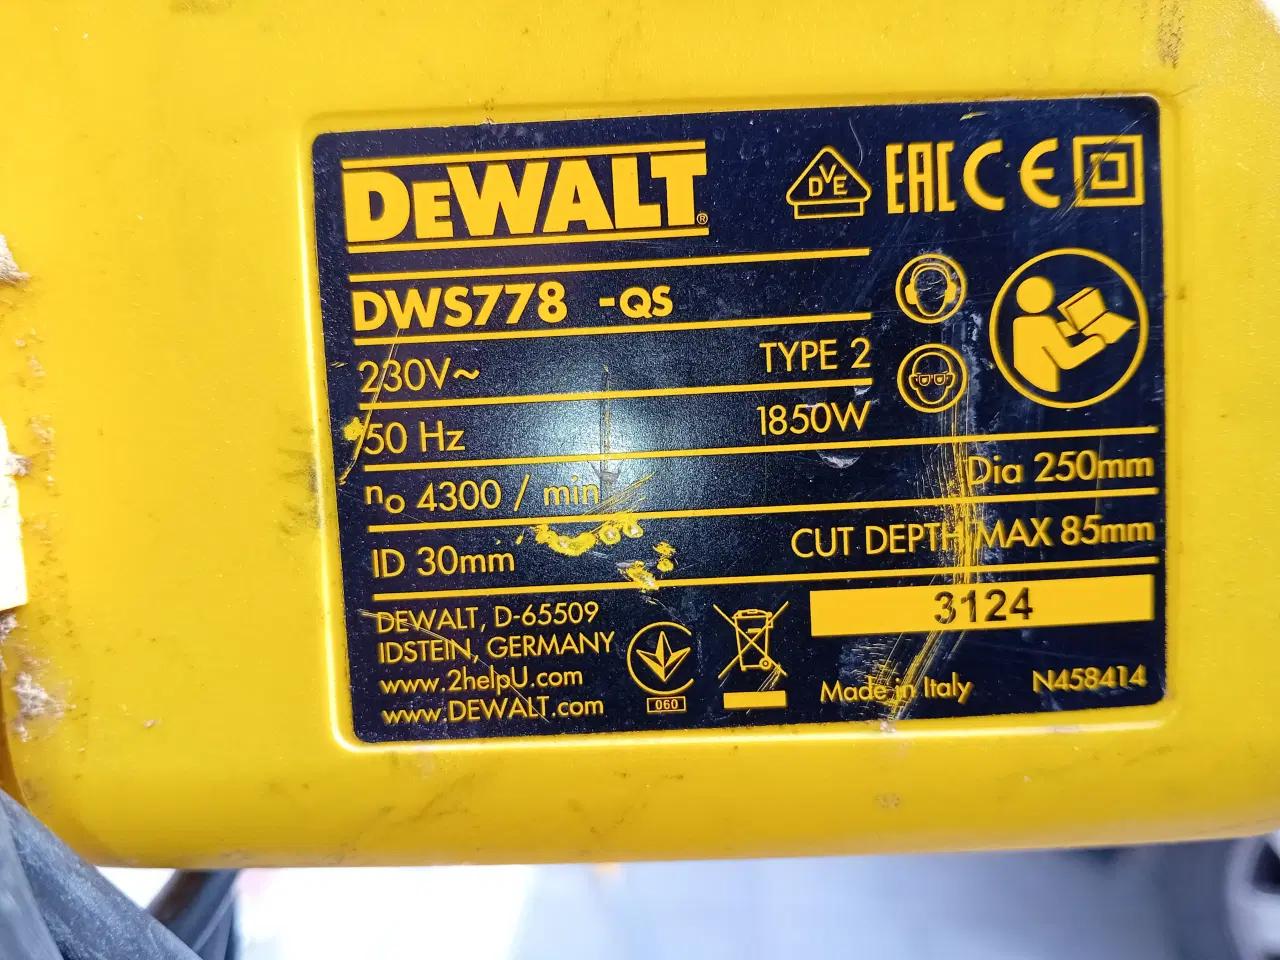 DEWALT®
DVE EAC CE
DWS778 -QS
230V~ TYPE 2
50 Hz 1850W
n₀ 4300 / min Dia 250mm
ID 30mm CUT DEPTH MAX 85mm
3124
DEWALT, D-65509
IDSTEIN, GERMANY
www.2helpU.com
www.DEWALT.com
060
Made in Italy N458414